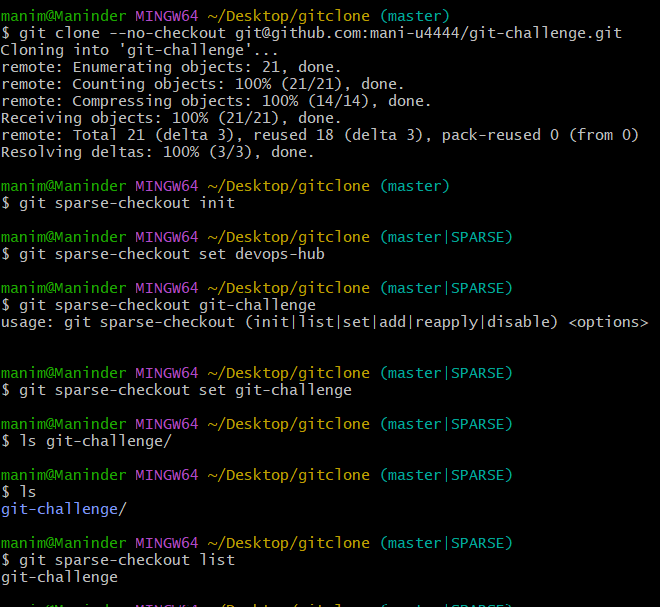 manim@Maninder MINGW64 ~/Desktop/gitclone (master)
$ git clone --no-checkout git@github.com:mani-u4444/git-challenge.git
Cloning into 'git-challenge'...
remote: Enumerating objects: 21, done.
remote: Counting objects: 100% (21/21), done.
remote: Compressing objects: 100% (14/14), done.
Receiving objects: 100% (21/21), done.
remote: Total 21 (delta 3), reused 18 (delta 3), pack-reused 0 (from 0)
Resolving deltas: 100% (3/3), done.
manim@Maninder MINGW64 ~/Desktop/gitclone (master)
$ git sparse-checkout init
manim@Maninder MINGW64 ~/Desktop/gitclone (master|SPARSE)
$ git sparse-checkout set devops-hub
manim@Maninder MINGW64 ~/Desktop/gitclone (master|SPARSE)
$ git sparse-checkout git-challenge
usage: git sparse-checkout (init|list|set|add|reapply|disable) <options>
manim@Maninder MINGW64 ~/Desktop/gitclone (master|SPARSE)
$ git sparse-checkout set git-challenge
manim@Maninder MINGW64 ~/Desktop/gitclone (master|SPARSE)
$ ls git-challenge/
manim@Maninder MINGW64 ~/Desktop/gitclone (master|SPARSE)
$ ls
git-challenge/
manim@Maninder MINGW64 ~/Desktop/gitclone (master|SPARSE)
$ git sparse-checkout list
git-challenge